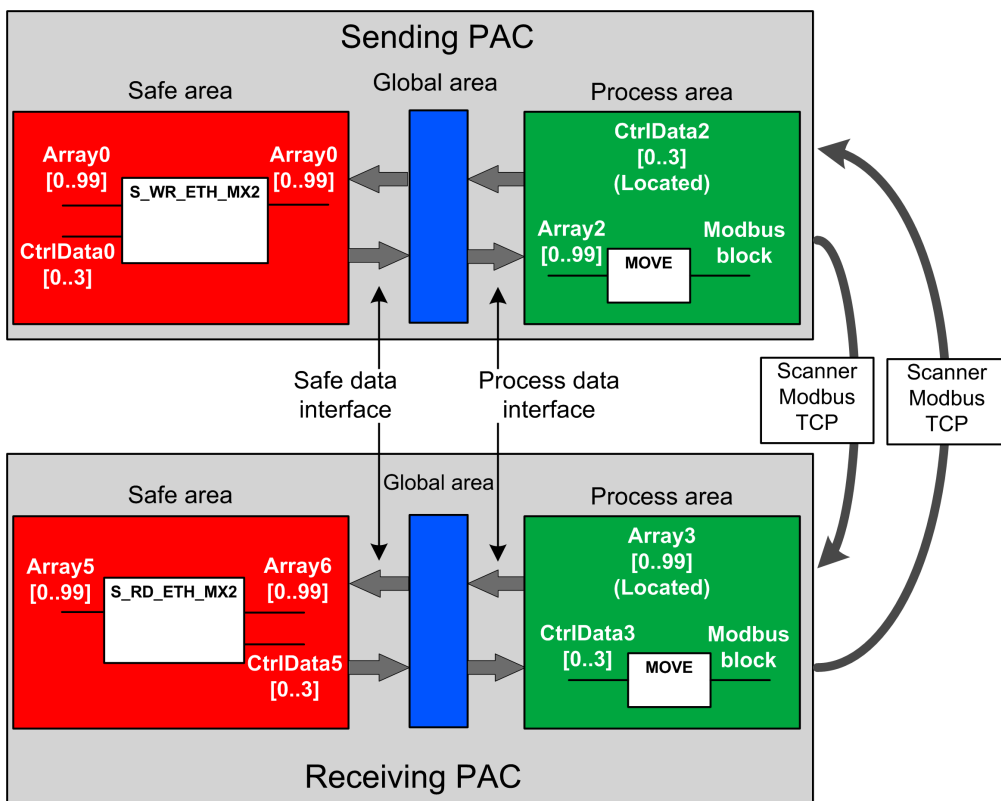 Sending PAC
Safe area
Global area
Process area
Array0
[0..99]
Array0
[0..99]
S_WR_ETH_MX2
CtrlData0
[0..3]
CtrlData2
[0..3]
(Located)
Array2
[0..99]
MOVE
Modbus
block
Safe data
interface
Process data
interface
Scanner
Modbus
TCP
Scanner
Modbus
TCP
Safe area
Global area
Process area
Array5
[0..99]
S_RD_ETH_MX2
Array6
[0..99]
CtrlData5
[0..3]
Array3
[0..99]
(Located)
CtrlData3
[0..3]
MOVE
Modbus
block
Receiving PAC